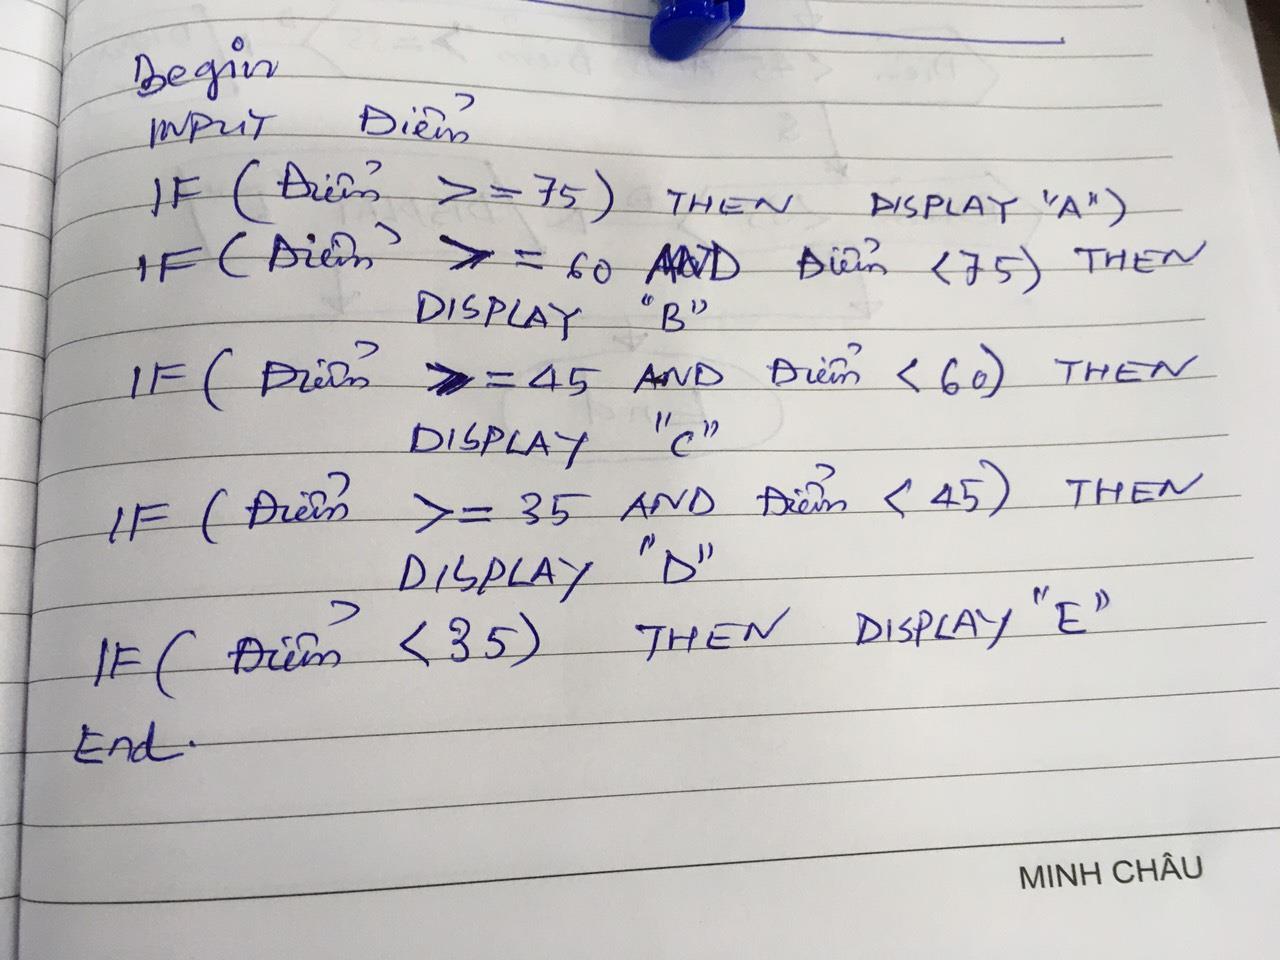 Begin
INPUT Điểm
IF (Điểm >= 75) THEN DISPLAY "A")
IF (Điểm >= 60 AND Điểm < 75) THEN
DISPLAY "B"
IF (Điểm >= 45 AND Điểm < 60) THEN
DISPLAY "C"
IF (Điểm >= 35 AND Điểm < 45) THEN
DISPLAY "D"
IF (Điểm < 35) THEN DISPLAY "E"
End.
MINH CHÂU